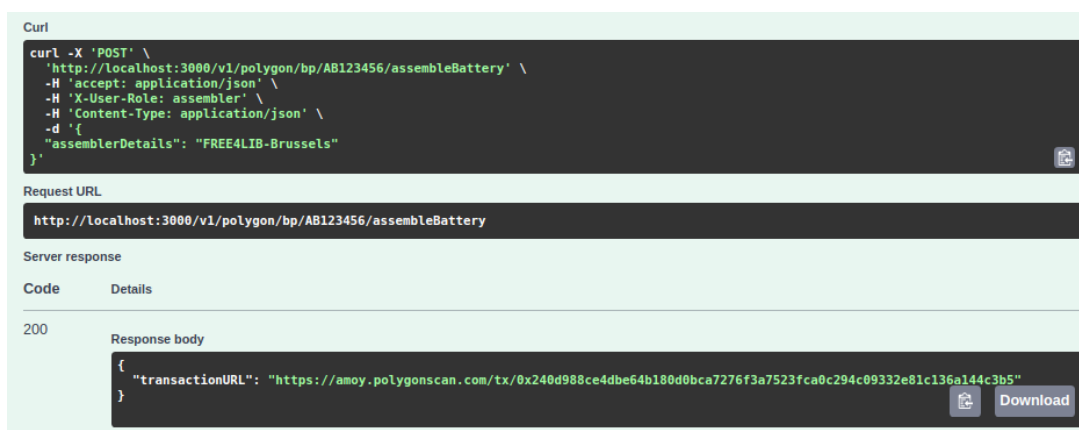 Curl
curl -X 'POST' \
'http://localhost:3000/v1/polygon/bp/AB123456/assembleBattery' \
-H 'accept: application/json' \
-H 'X-User-Role: assembler' \
-H 'Content-Type: application/json' \
-d '{
"assemblerDetails": "FREE4LIB-Brussels"
}'
Request URL
http://localhost:3000/v1/polygon/bp/AB123456/assembleBattery
Server response
Code Details
200
Response body
{
"transactionURL": "https://amoy.polygonscan.com/tx/0x240d988ce4dbe64b180d0bca7276f3a7523fca0c294c09332e81c136a144c3b5"
}
Download